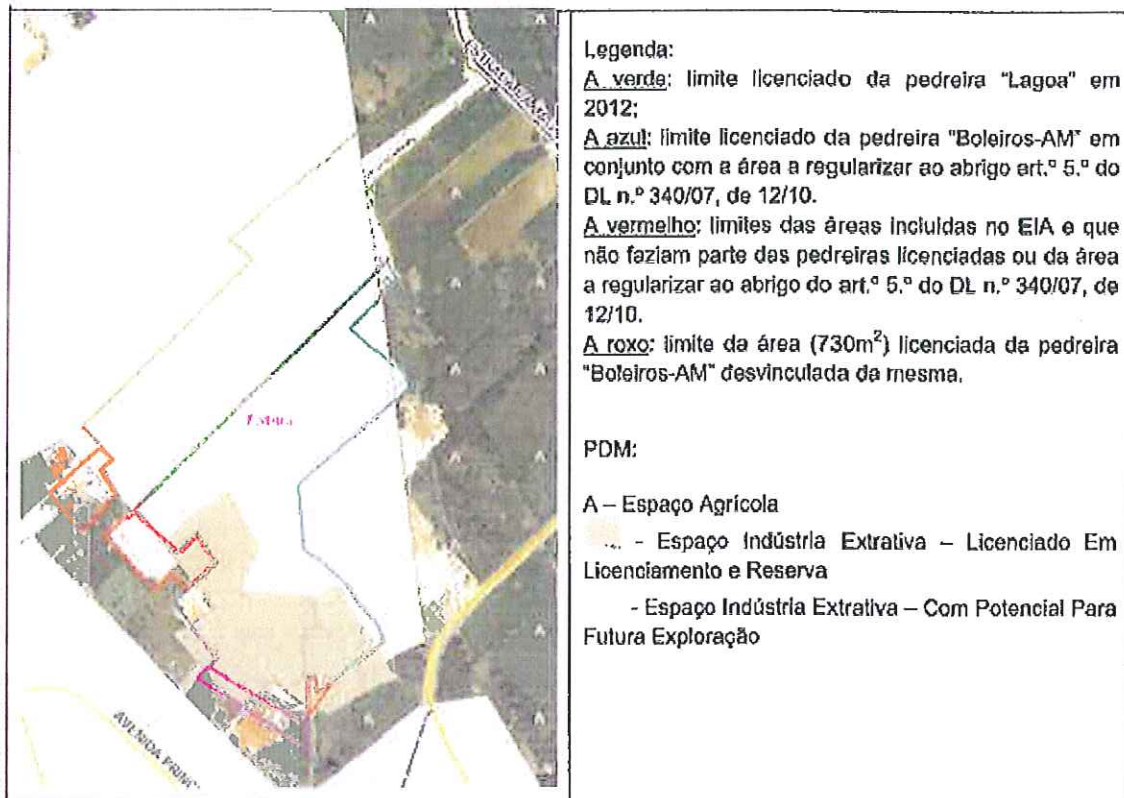 Legenda:
A verde: limite licenciado da pedreira "Lagoa" em
2012;
A azul: limite licenciado da pedreira "Boleiros-AM" em
conjunto com a área a regularizar ao abrigo art.º 5.º do
DL n.º 340/07, de 12/10.
A vermelho: limites das áreas incluídas no EIA e que
não faziam parte das pedreiras licenciadas ou da área
a regularizar ao abrigo do art.º 5.º do DL n.º 340/07, de
12/10.
A roxo: limite da área (730m²) licenciada da pedreira
"Boleiros-AM" desvinculada da mesma.
PDM:
A – Espaço Agrícola
- Espaço Indústria Extrativa – Licenciado Em
Licenciamento e Reserva
- Espaço Indústria Extrativa – Com Potencial Para
Futura Exploração
A
A
A
A
A
A
A
A
A
AVENIDA PRINC